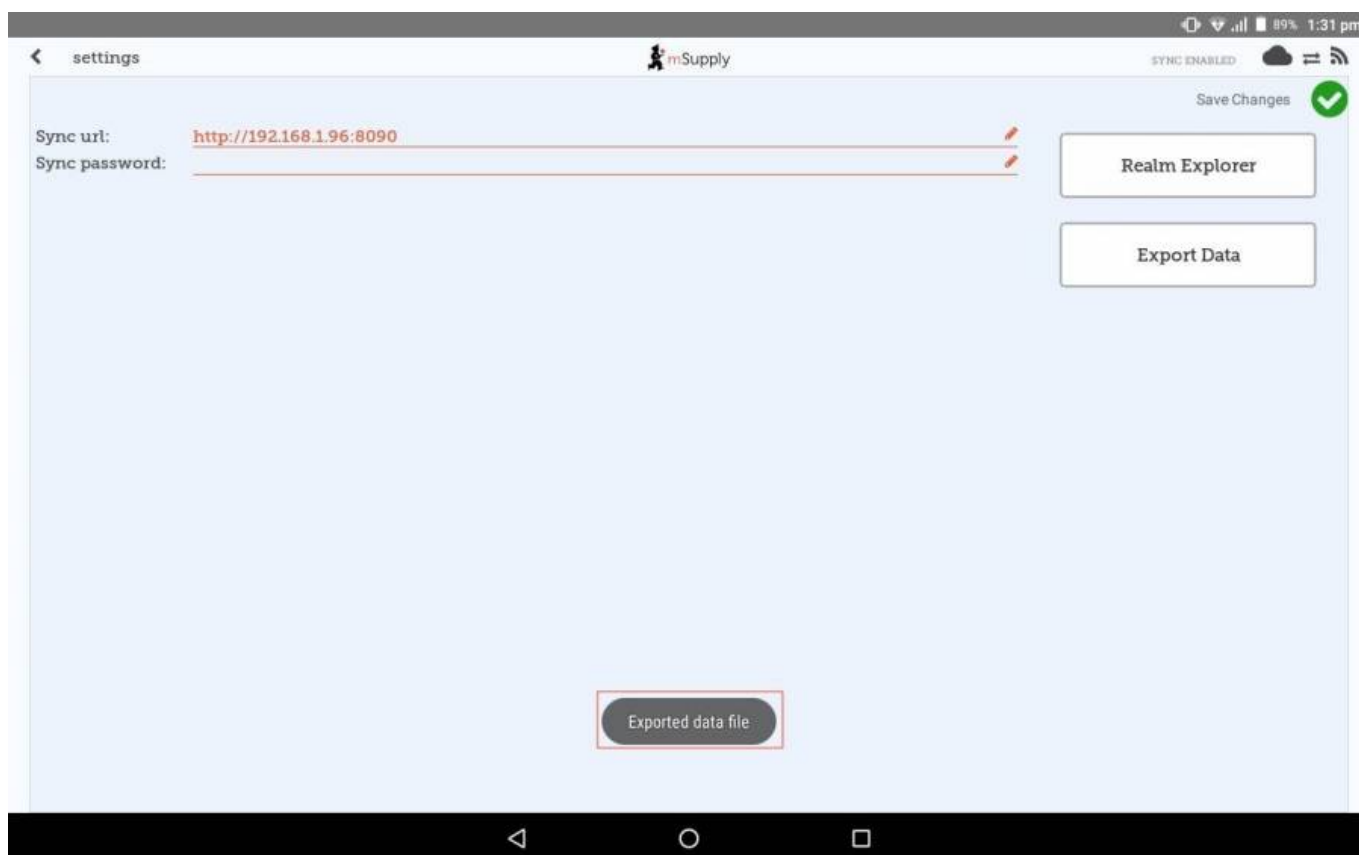 89% 1:31 pm
settings
mSupply
SYNC ENABLED
Save Changes
Sync url: http://192.168.1.96:8090
Sync password:
Realm Explorer
Export Data
Exported data file